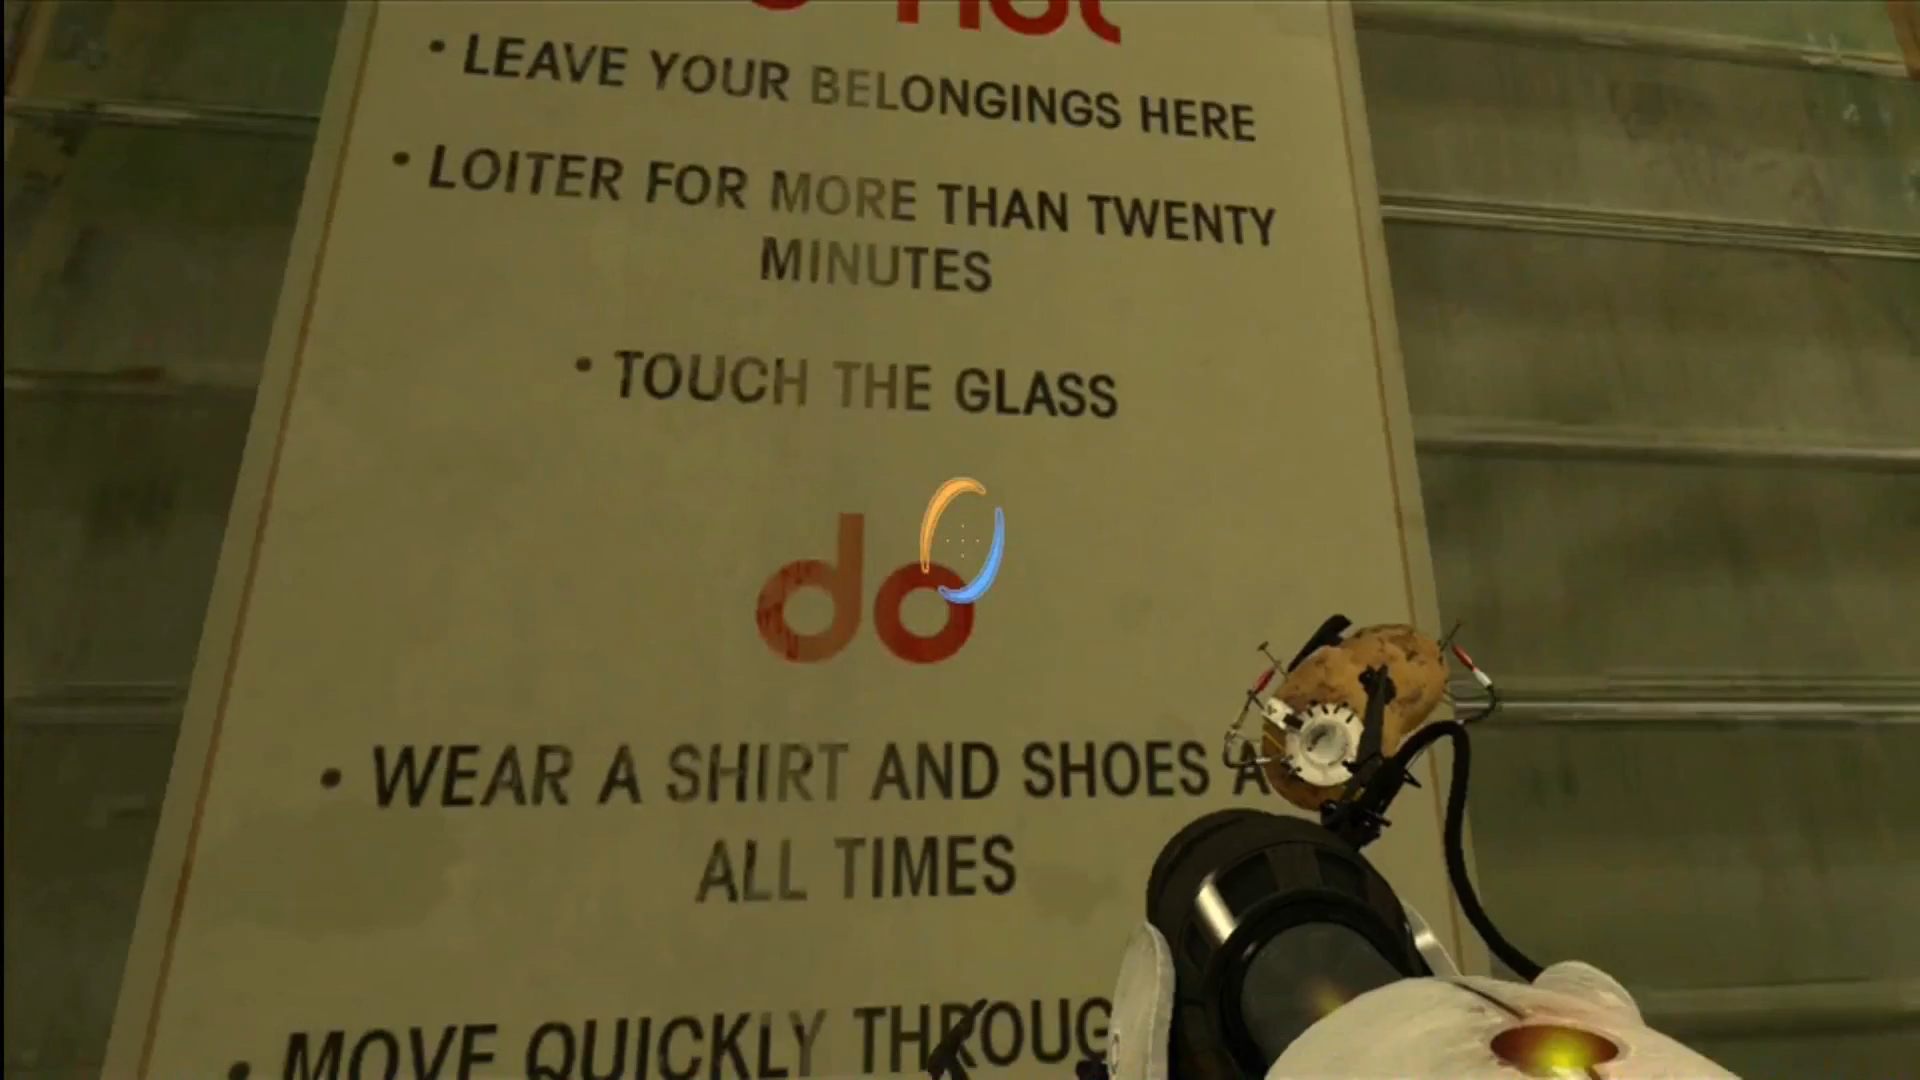 not
• LEAVE YOUR BELONGINGS HERE
• LOITER FOR MORE THAN TWENTY
MINUTES
• TOUCH THE GLASS
do
• WEAR A SHIRT AND SHOES
ALL TIMES
• MOVE QUICKLY